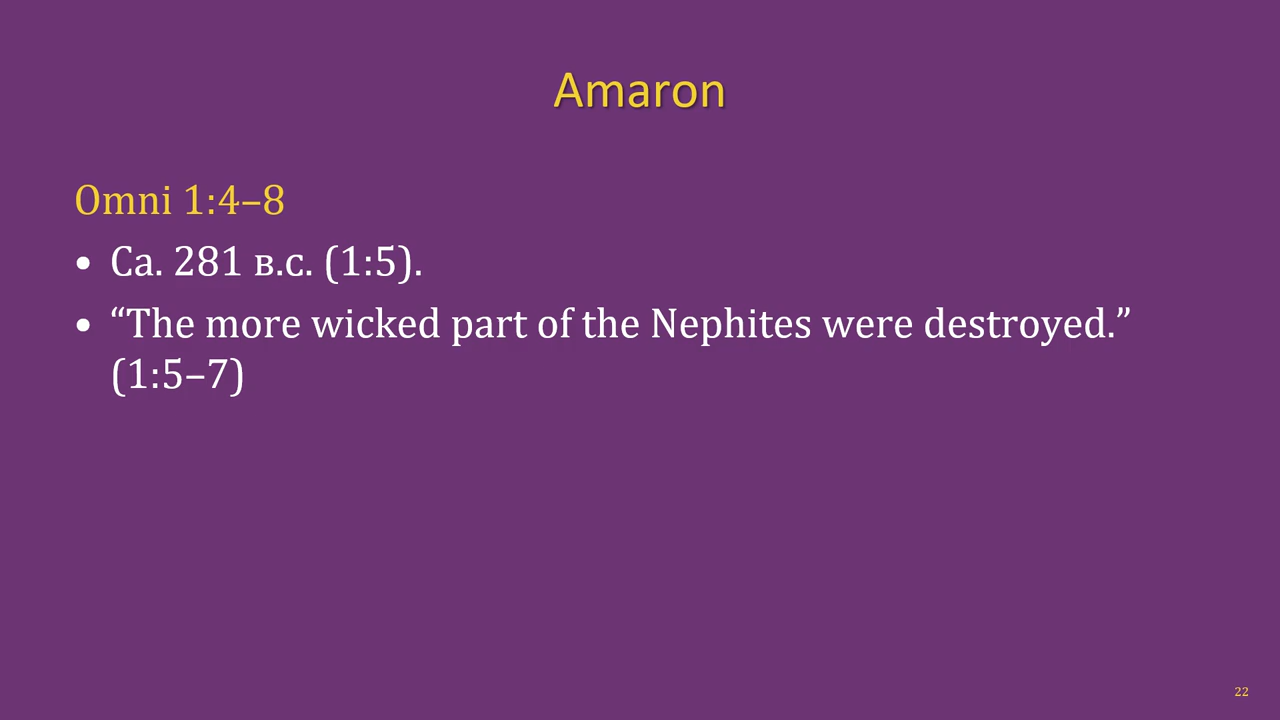 Amaron
Omni 1:4–8
• Ca. 281 B.C. (1:5).
• “The more wicked part of the Nephites were destroyed.”
(1:5–7)
22